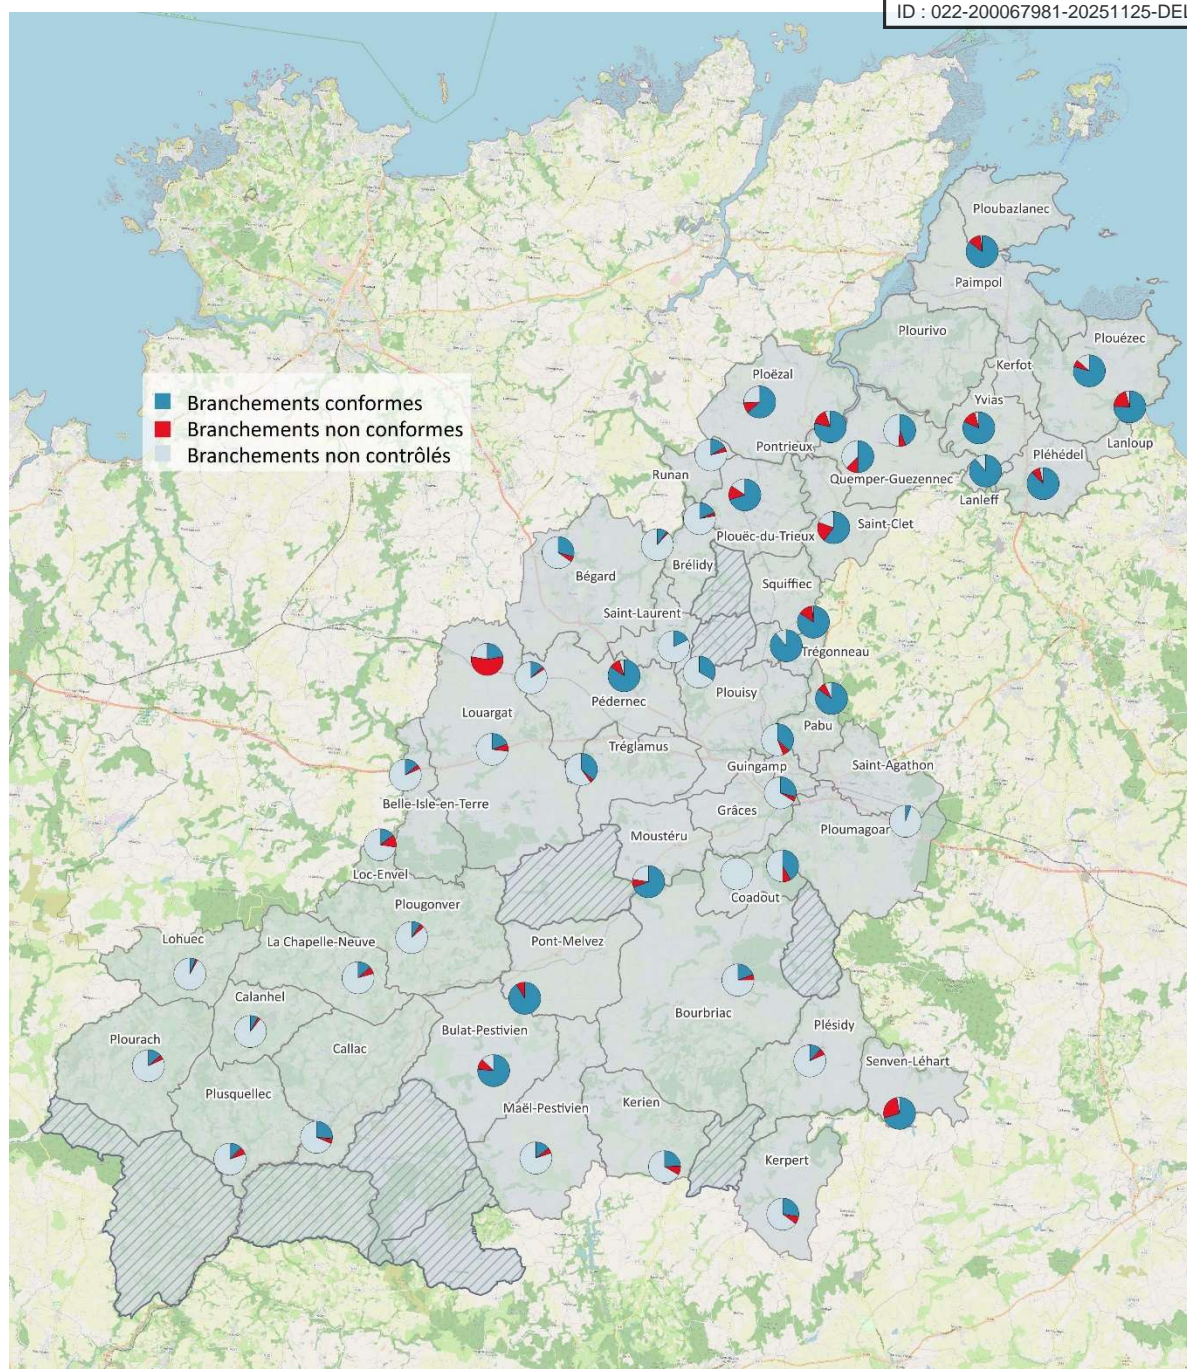 ID : 022-200067981-20251125-DEL
Ploubazlanec
Paimpol
Plourivo
Plouézec
Kerfot
Ploëzal
Yvias
Branchements conformes
Branchements non conformes
Branchements non contrôlés
Lanloup
Pontrieux
Pléhédel
Runan
Quemper-Guezennec
Lanleff
Saint-Clet
Plouëc-du-Trieux
Brélidy
Bégard
Squiffiec
Saint-Laurent
Trégonneau
Plouisy
Pédernec
Louargat
Pabu
Tréglamus
Guingamp
Saint-Agathon
Belle-Isle-en-Terre
Grâces
Ploumagoar
Moustéru
Loc-Envel
Coadout
Plougonver
Lohuec
La Chapelle-Neuve
Pont-Melvez
Calanhel
Bourbriac
Bulat-Pestivien
Plésidy
Plourach
Callac
Senven-Léhart
Plusquellec
Maël-Pestivien
Kerien
Kerpert